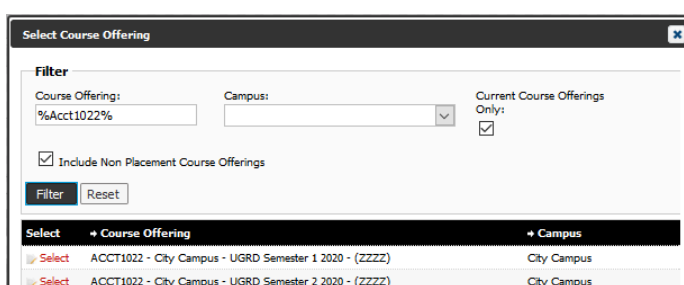 Select Course Offering
Filter
Course Offering: Campus: Current Course Offerings Only:
%Acct1022%
Include Non Placement Course Offerings
Filter Reset
Select Course Offering Campus
Select ACCT1022 - City Campus - UGRD Semester 1 2020 - (ZZZZ) City Campus
Select ACCT1022 - City Campus - UGRD Semester 2 2020 - (ZZZZ) City Campus